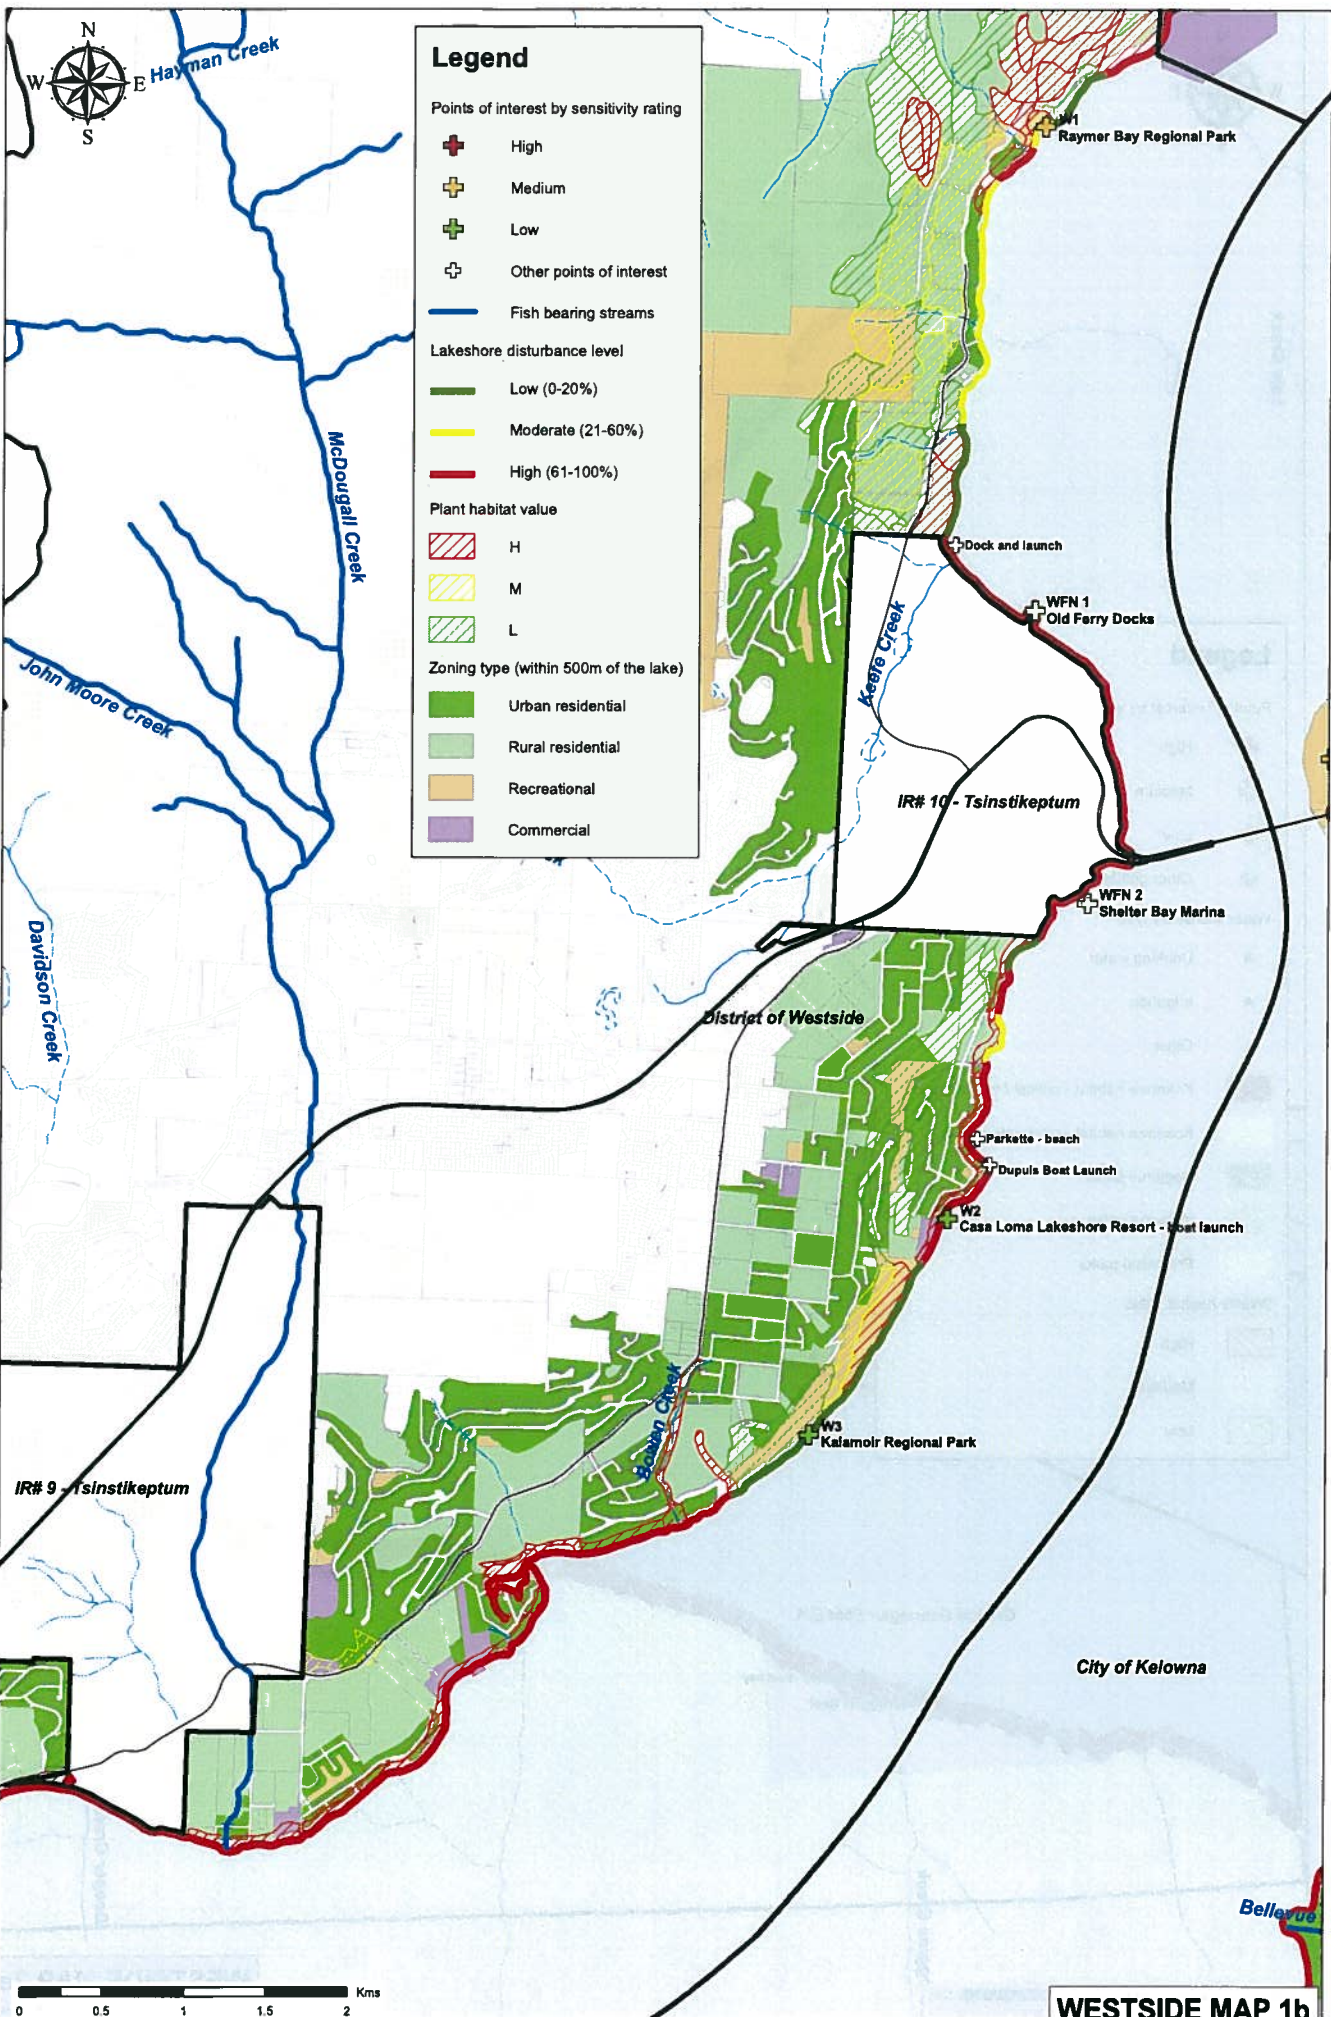 N
W
E
S
Hayman Creek
Legend
Points of interest by sensitivity rating
High
Medium
Low
Other points of interest
Fish bearing streams
Lakeshore disturbance level
Low (0-20%)
Moderate (21-60%)
High (61-100%)
Plant habitat value
H
M
L
Zoning type (within 500m of the lake)
Urban residential
Rural residential
Recreational
Commercial
W1
Raymer Bay Regional Park
McDougall Creek
Dock and launch
WFN 1
Old Ferry Docks
Keefe Creek
John Moore Creek
IR# 10 - Tsinstikeptum
WFN 2
Shelter Bay Marina
Davidson Creek
District of Westside
Parkette - beach
Dupuis Boat Launch
W2
Casa Loma Lakeshore Resort - boat launch
Boucherie Creek
W3
Kalamoir Regional Park
IR# 9 - Tsinstikeptum
City of Kelowna
Bellevue
Kms
0 0.5 1 1.5 2
WESTSIDE MAP 1b